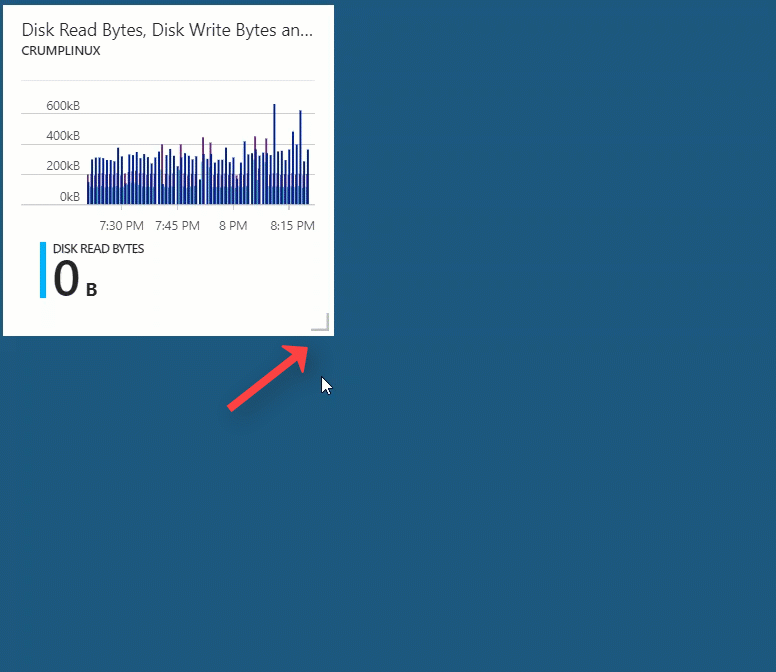 Disk Read Bytes, Disk Write Bytes an...
CRUMPLINUX
600kB
400kB
200kB
0kB
7:30 PM 7:45 PM 8 PM 8:15 PM
DISK READ BYTES
0 B